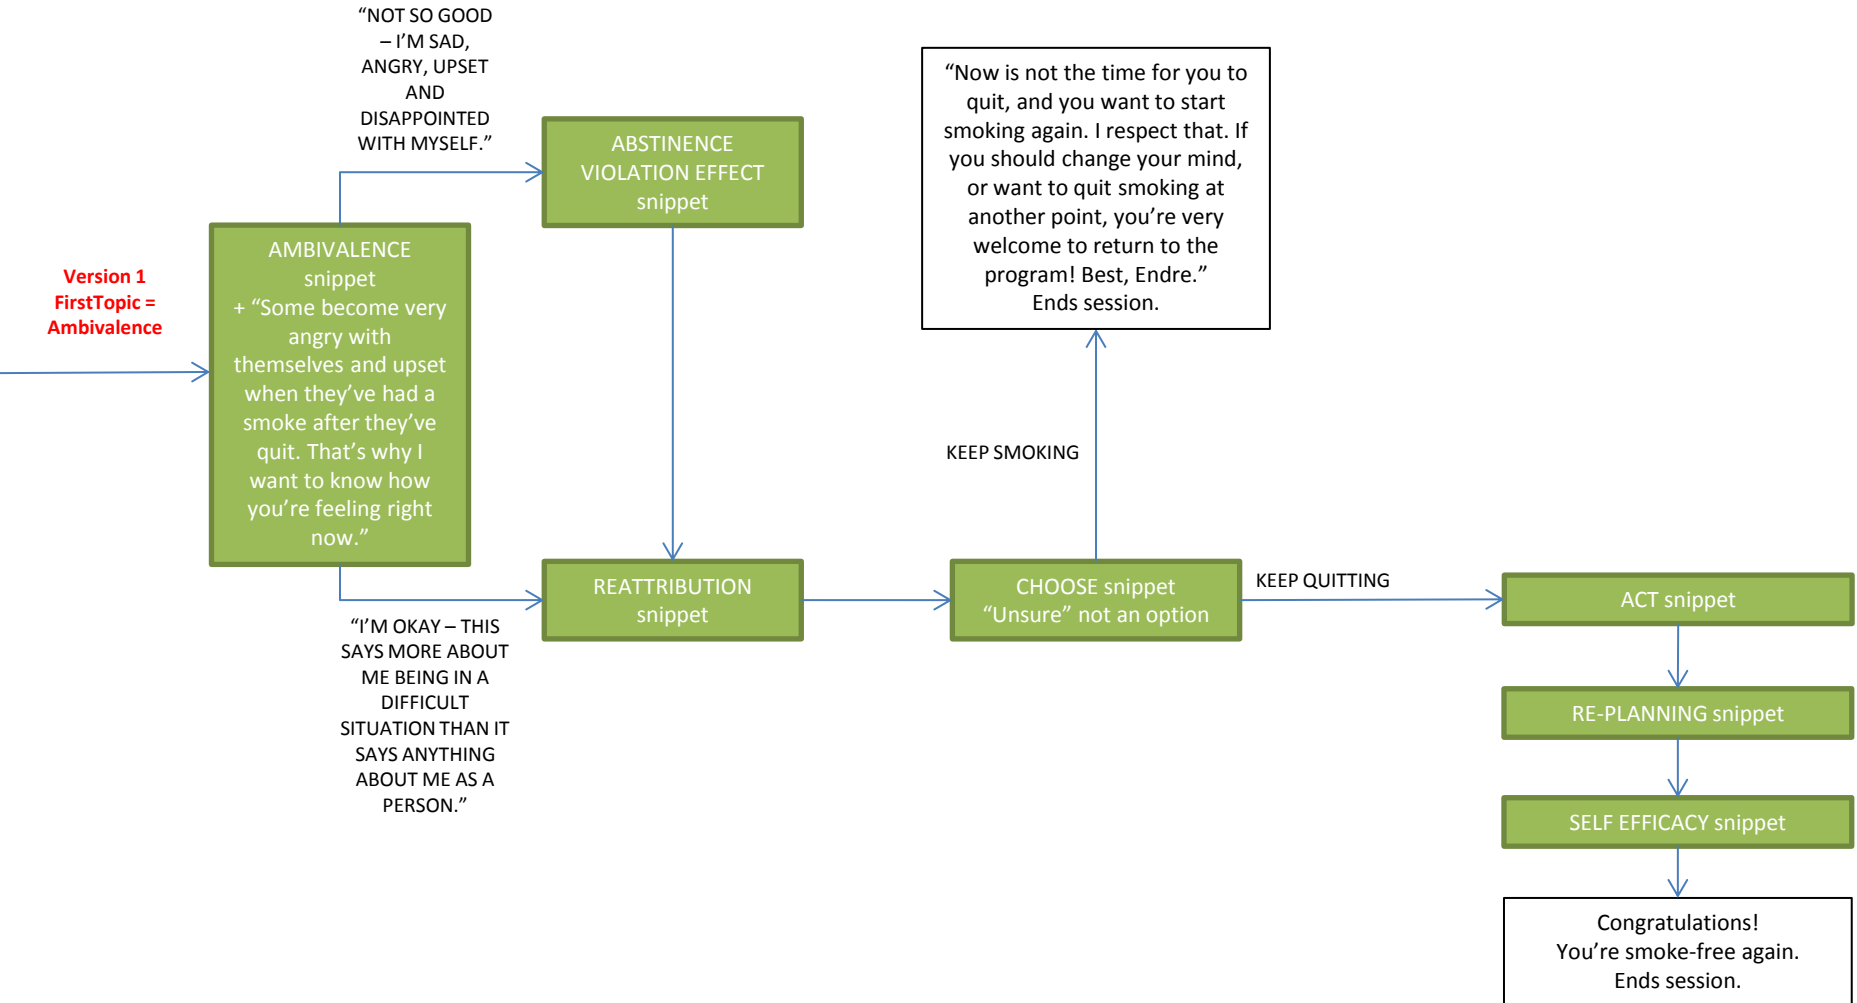 “NOT SO GOOD
– I’M SAD,
ANGRY, UPSET
AND
DISAPPOINTED
WITH MYSELF.”
Version 1
FirstTopic =
Ambivalence
AMBIVALENCE
snippet
+ “Some become very
angry with
themselves and upset
when they’ve had a
smoke after they’ve
quit. That’s why I
want to know how
you’re feeling right
now.”
ABSTINENCE
VIOLATION EFFECT
snippet
“I’M OKAY – THIS
SAYS MORE ABOUT
ME BEING IN A
DIFFICULT
SITUATION THAN IT
SAYS ANYTHING
ABOUT ME AS A
PERSON.”
REATTRIBUTION
snippet
“Now is not the time for you to
quit, and you want to start
smoking again. I respect that. If
you should change your mind,
or want to quit smoking at
another point, you’re very
welcome to return to the
program! Best, Endre.”
Ends session.
KEEP SMOKING
CHOOSE snippet
“Unsure” not an option
KEEP QUITTING
ACT snippet
RE-PLANNING snippet
SELF EFFICACY snippet
Congratulations!
You’re smoke-free again.
Ends session.